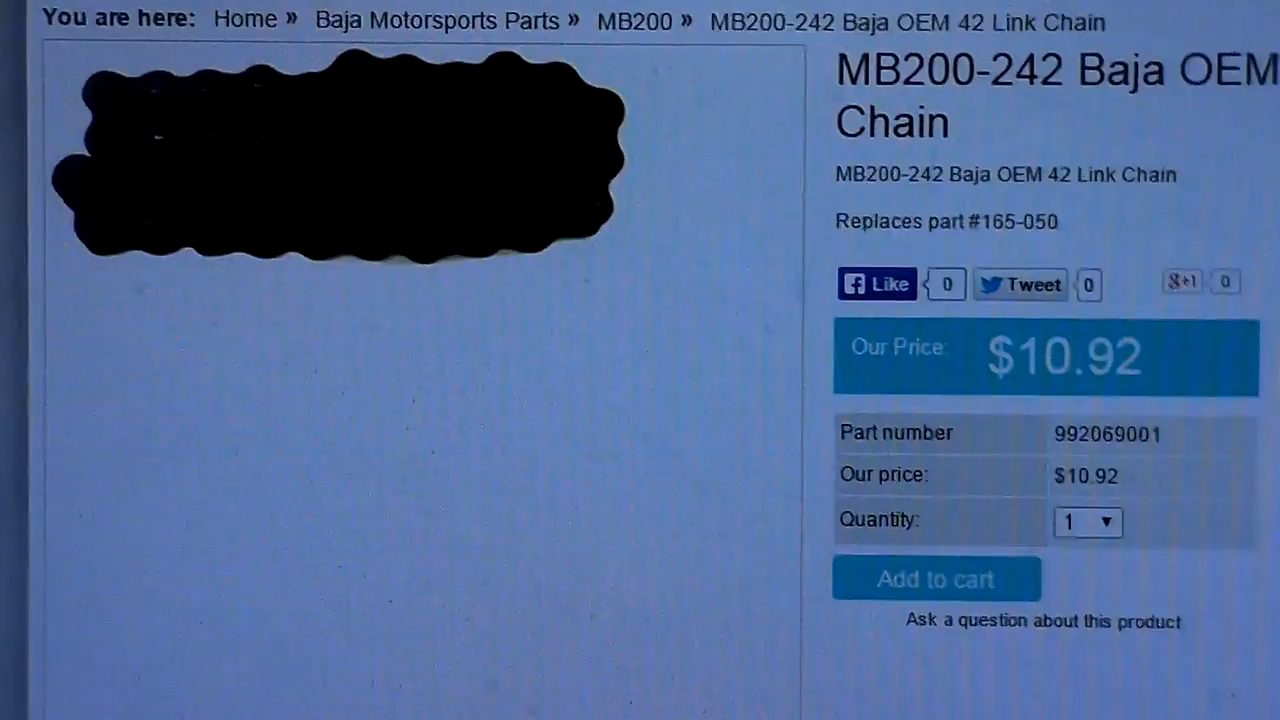 You are here: Home » Baja Motorsports Parts » MB200 » MB200-242 Baja OEM 42 Link Chain
MB200-242 Baja OEM
Chain
MB200-242 Baja OEM 42 Link Chain
Replaces part #165-050
Like 0 Tweet 0 g+1 0
Our Price: $10.92
Part number 992069001
Our price: $10.92
Quantity: 1
Add to cart
Ask a question about this product